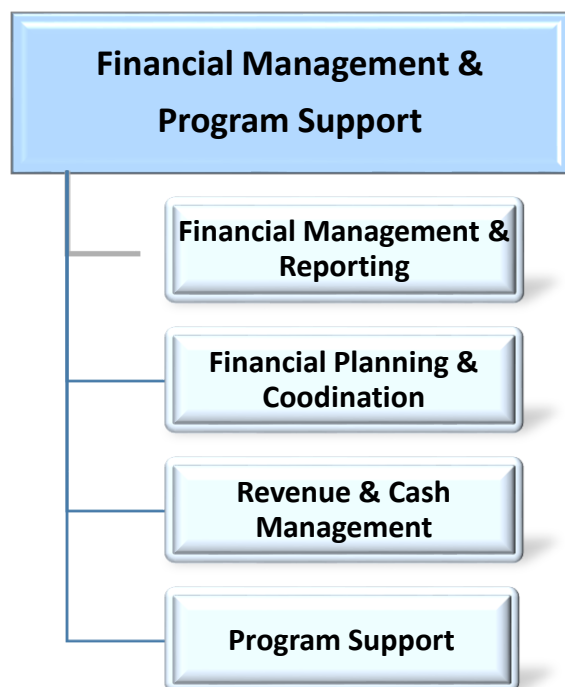 Financial Management &
Program Support
Financial Management &
Reporting
Financial Planning &
Coodination
Revenue & Cash
Management
Program Support